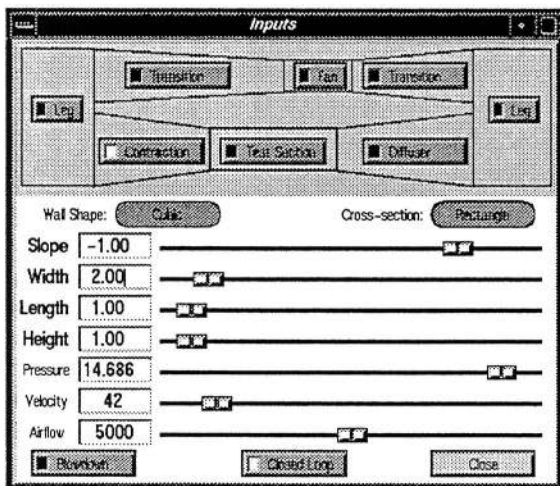 Inputs
Transition Fan Transition
Leg Leg
Contraction Test Section Diffuser
Wall Shape: Cubic Cross-section: Rectangle
Slope -1.00
Width 2.00
Length 1.00
Height 1.00
Pressure 14.686
Velocity 42
Airflow 5000
Blowdown Closed Loop Close